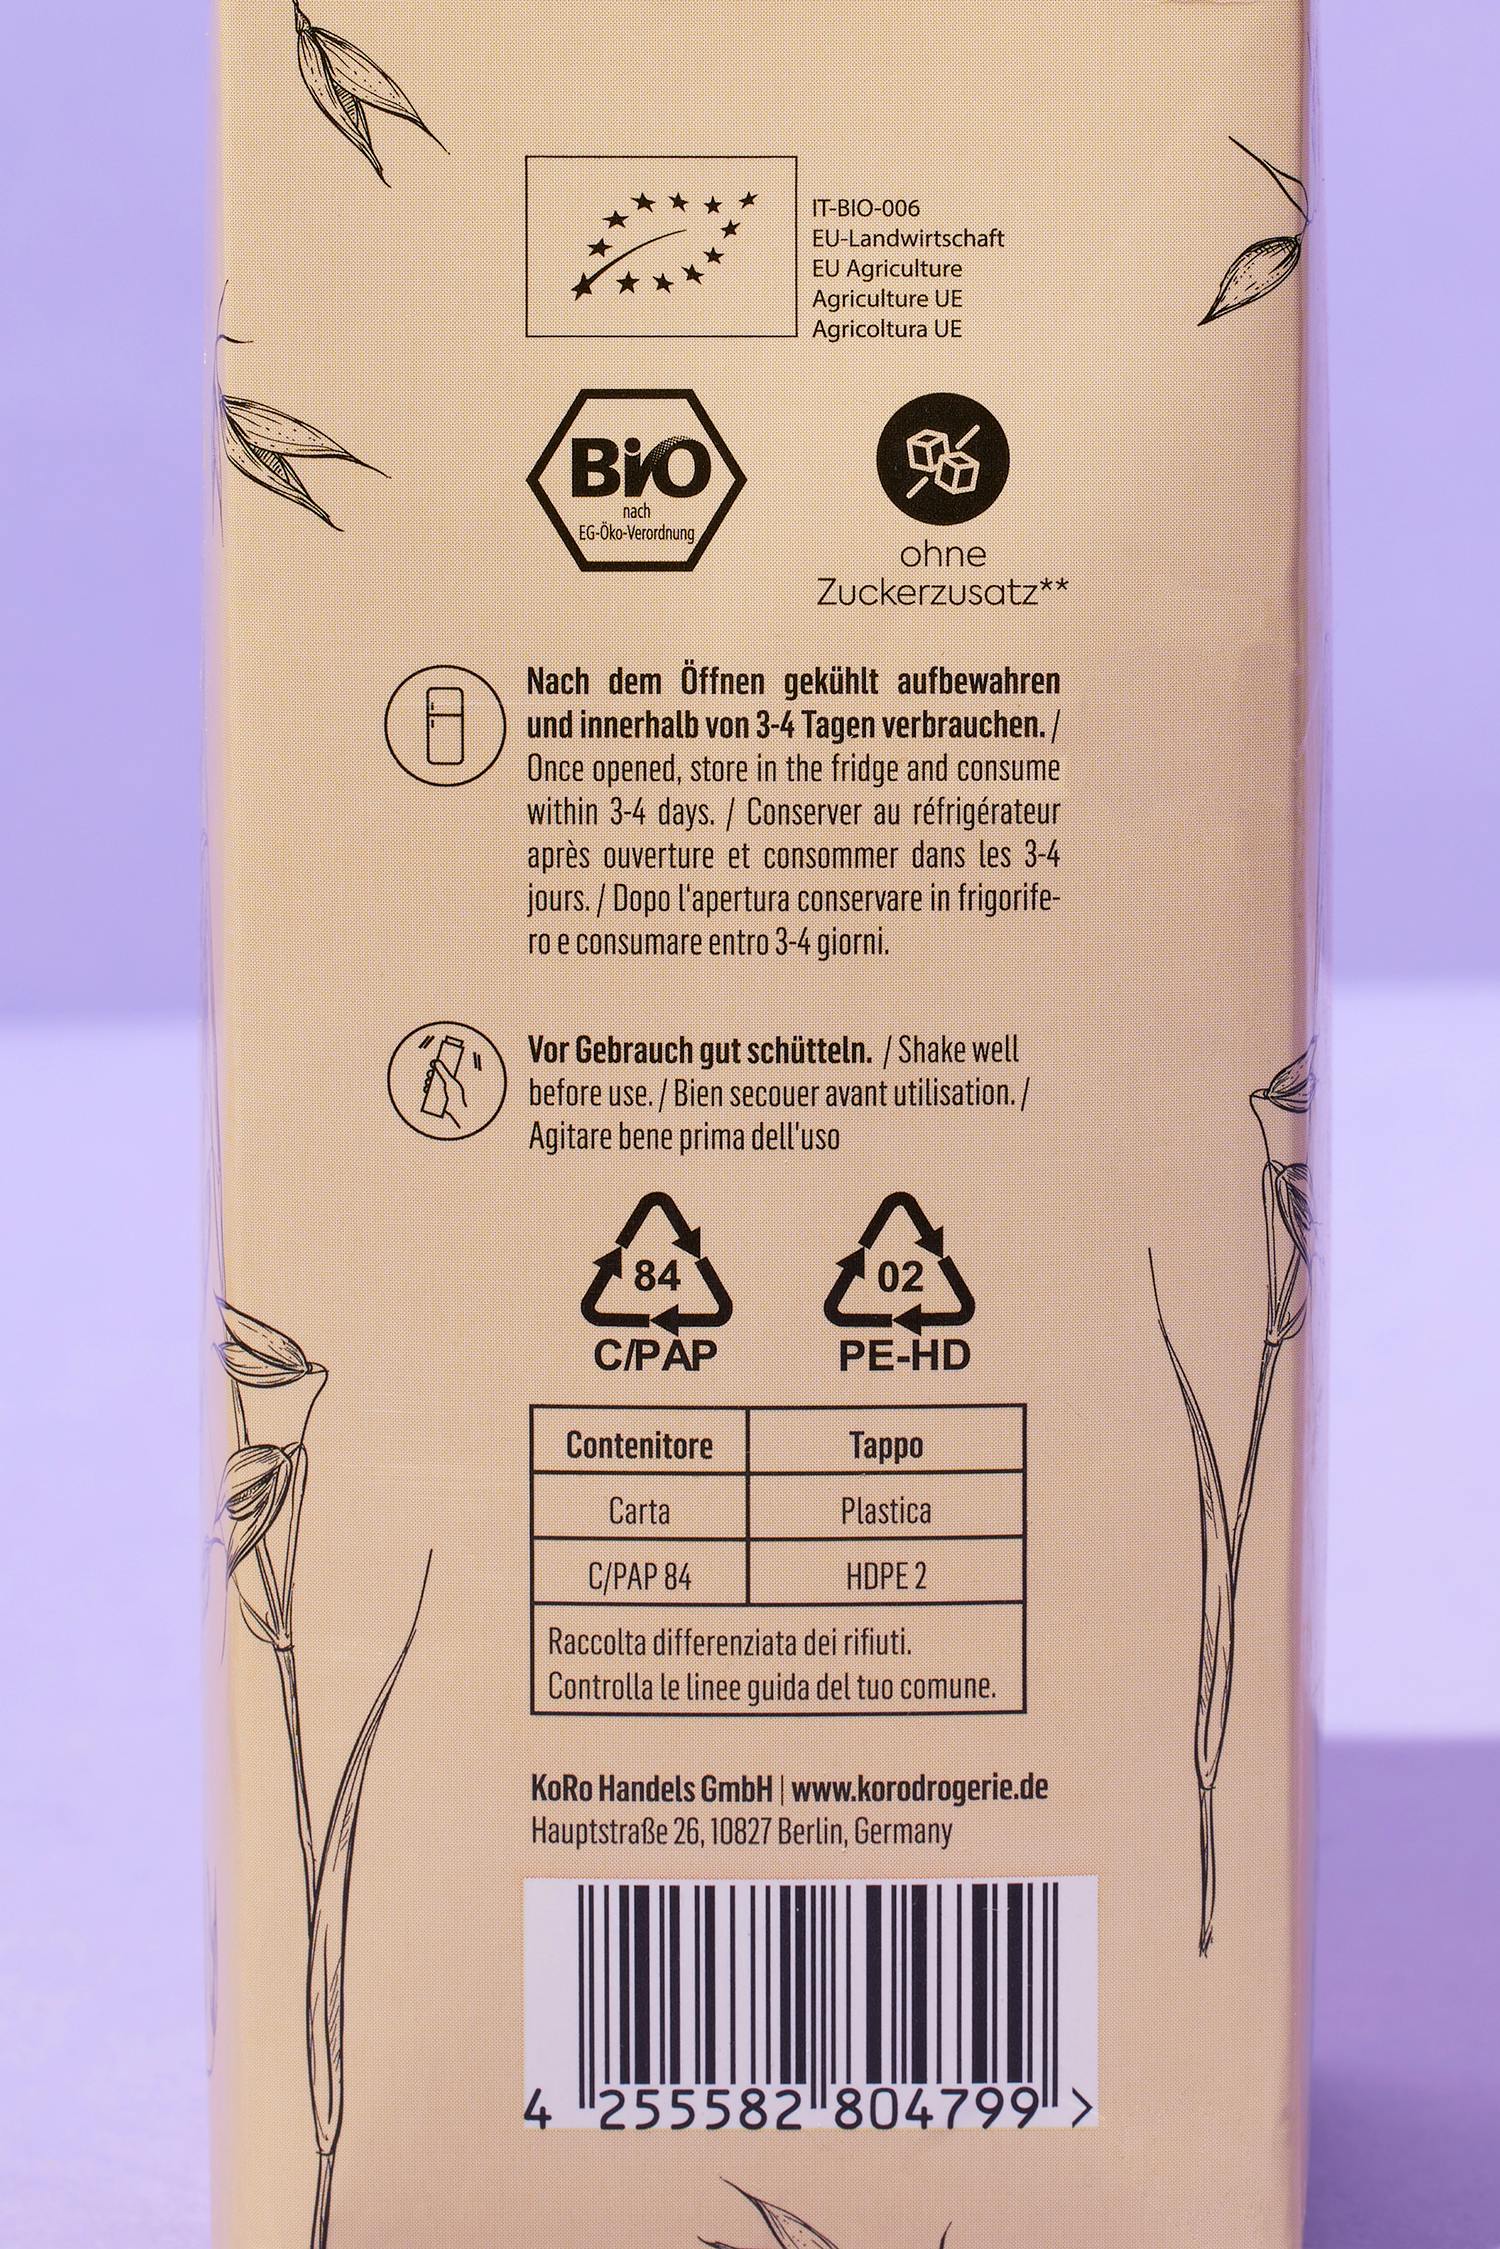 IT-BIO-006
EU-Landwirtschaft
EU Agriculture
Agriculture UE
Agricoltura UE
BiO
nach
EG-Öko-Verordnung
ohne
Zuckerzusatz**
Nach dem Öffnen gekühlt aufbewahren
und innerhalb von 3-4 Tagen verbrauchen. /
Once opened, store in the fridge and consume
within 3-4 days. / Conserver au réfrigérateur
après ouverture et consommer dans les 3-4
jours. / Dopo l'apertura conservare in frigorife-
ro e consumare entro 3-4 giorni.
Vor Gebrauch gut schütteln. / Shake well
before use. / Bien secouer avant utilisation. /
Agitare bene prima dell'uso
84 02
C/PAP PE-HD
Contenitore Tappo
Carta Plastica
C/PAP 84 HDPE 2
Raccolta differenziata dei rifiuti.
Controlla le linee guida del tuo comune.
KoRo Handels GmbH | www.korodrogerie.de
Hauptstraße 26, 10827 Berlin, Germany
4 255582 804799 >